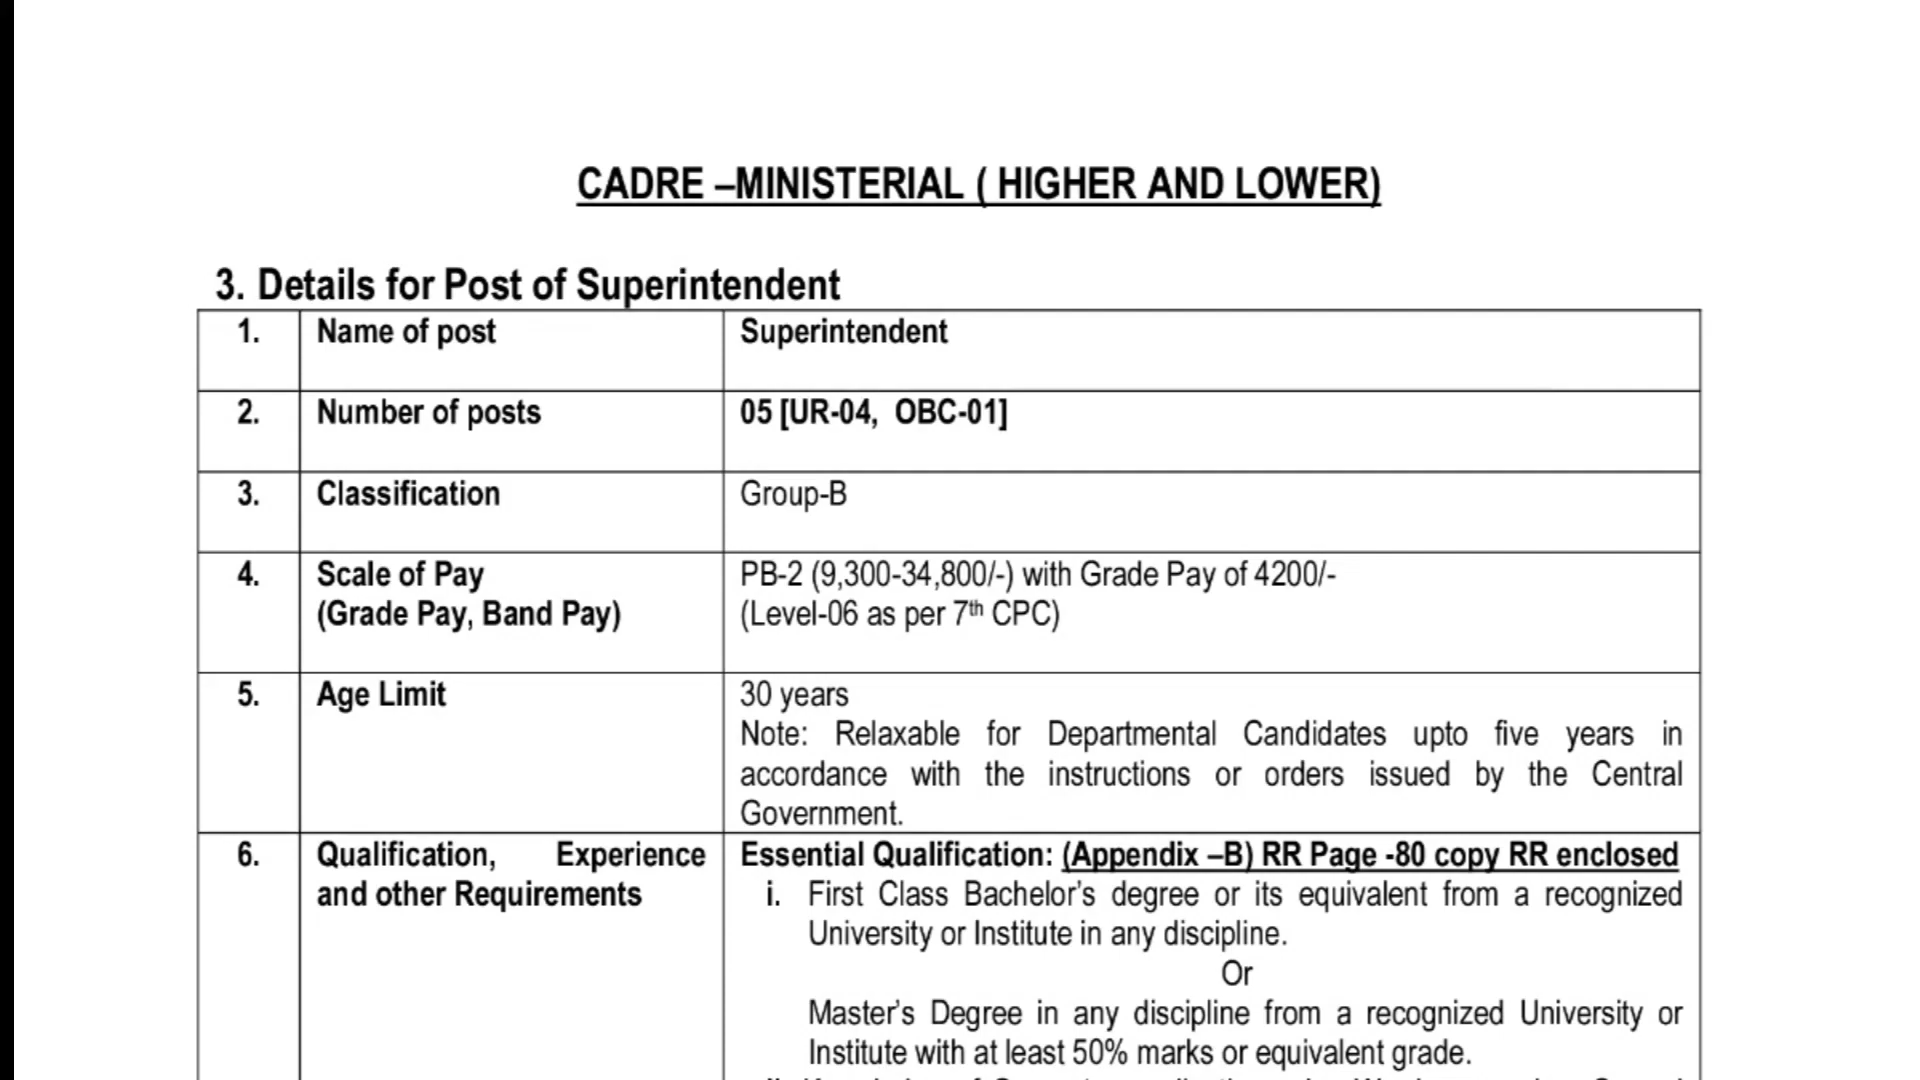 CADRE –MINISTERIAL ( HIGHER AND LOWER)
3. Details for Post of Superintendent
1. Name of post Superintendent
2. Number of posts 05 [UR-04, OBC-01]
3. Classification Group-B
4. Scale of Pay PB-2 (9,300-34,800/-) with Grade Pay of 4200/-
(Grade Pay, Band Pay) (Level-06 as per 7th CPC)
5. Age Limit 30 years
Note: Relaxable for Departmental Candidates upto five years in
accordance with the instructions or orders issued by the Central
Government.
6. Qualification, Experience Essential Qualification: (Appendix –B) RR Page -80 copy RR enclosed
and other Requirements i. First Class Bachelor's degree or its equivalent from a recognized
University or Institute in any discipline.
Or
Master's Degree in any discipline from a recognized University or
Institute with at least 50% marks or equivalent grade.